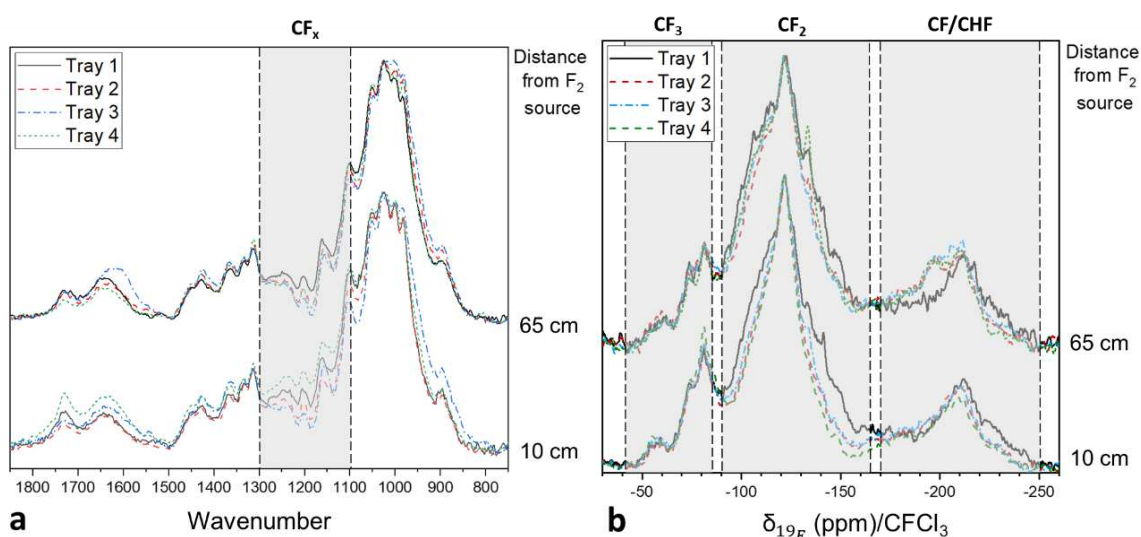 CFₓ
Tray 1
Tray 2
Tray 3
Tray 4
Distance
from F₂
source
65 cm
10 cm
1800 1700 1600 1500 1400 1300 1200 1100 1000 900 800
a
Wavenumber
CF₃ CF₂ CF/CHF
Tray 1
Tray 2
Tray 3
Tray 4
Distance
from F₂
source
65 cm
10 cm
-50 -100 -150 -200 -250
b
δ₁₉F (ppm)/CFCl₃